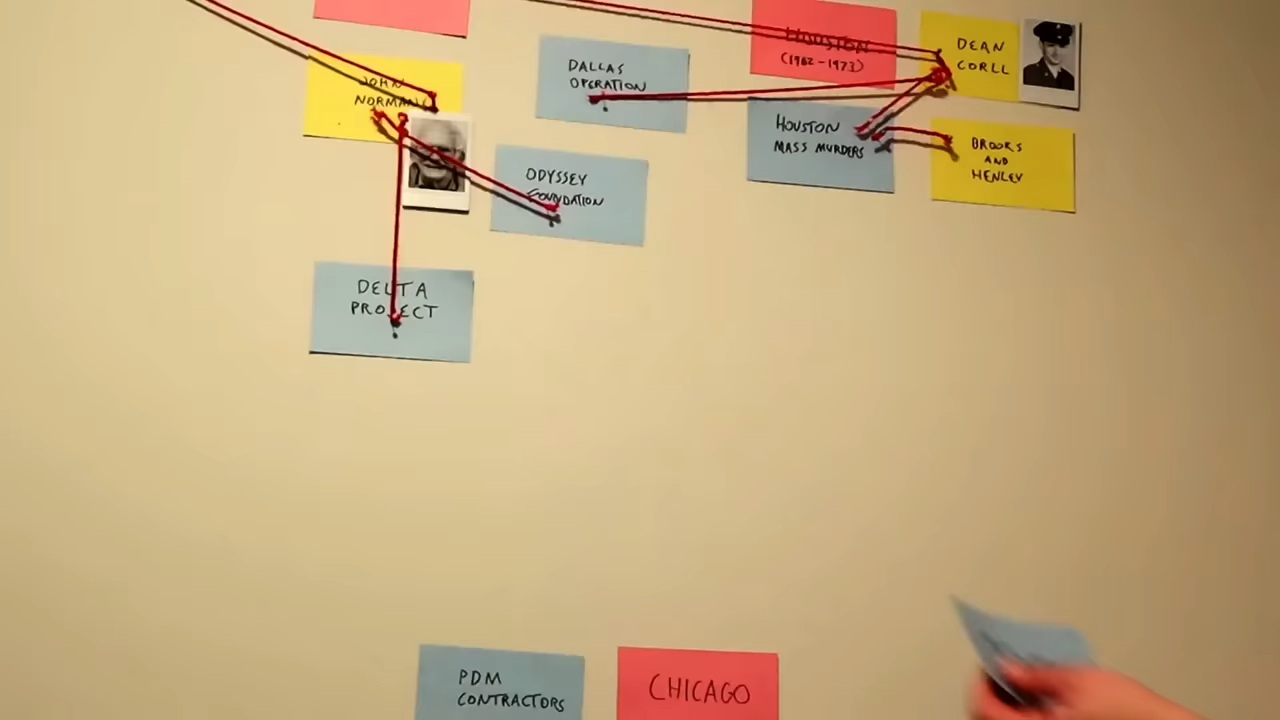 JOHN
NORMAN
DALLAS
OPERATION
HOUSTON
(1962-1973)
DEAN
CORLL
HOUSTON
MASS MURDERS
BROOKS
AND
HENLEY
ODYSSEY
FOUNDATION
DELTA
PROJECT
PDM
CONTRACTORS
CHICAGO